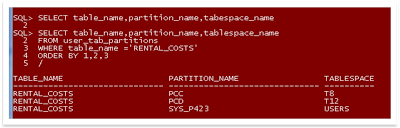 SQL> SELECT table_name,partition_name,tabespace_name
2
SQL> SELECT table_name,partition_name,tablespace_name
2 FROM user_tab_partitions
3 WHERE table_name ='RENTAL_COSTS'
4 ORDER BY 1,2,3
5 /
TABLE_NAME PARTITION_NAME TABLESPACE
------------------------------ ------------------------------ ----------
RENTAL_COSTS PCC T8
RENTAL_COSTS PCD T12
RENTAL_COSTS SYS_P423 USERS